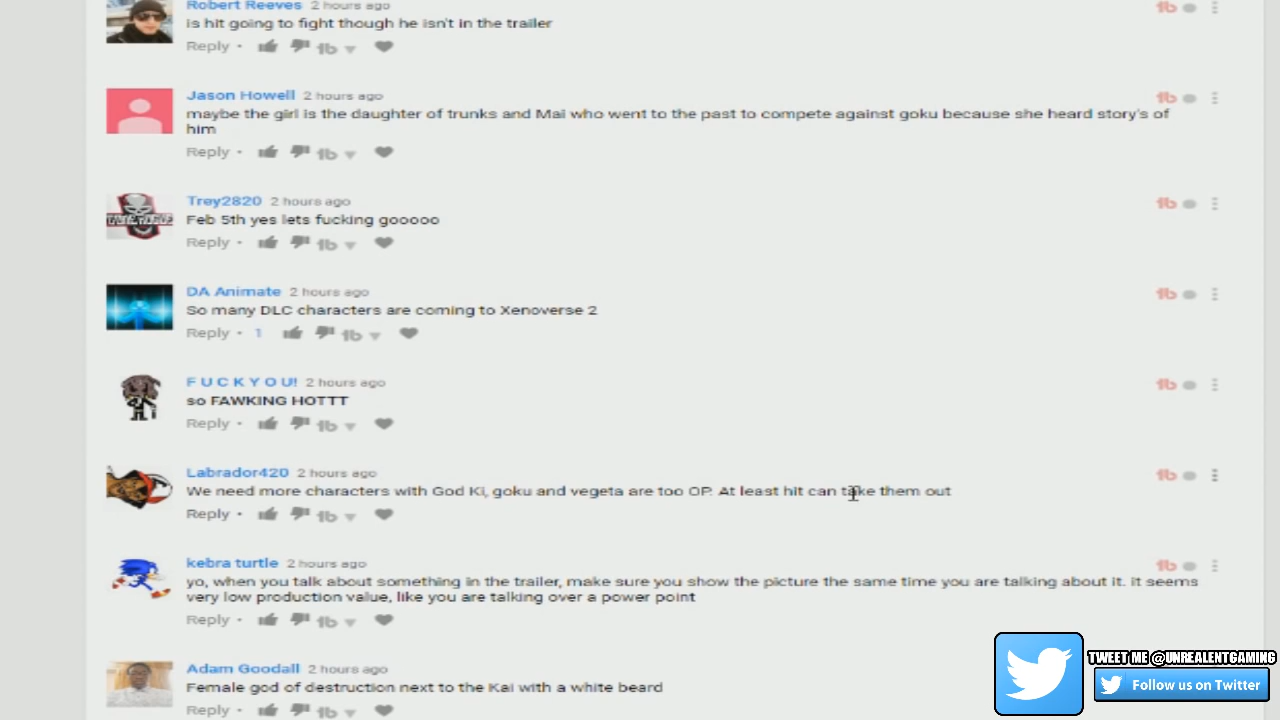 Robert Reeves 2 hours ago
is hit going to fight though he isn't in the trailer
Reply •
Jason Howell 2 hours ago
maybe the girl is the daughter of trunks and Mai who went to the past to compete against goku because she heard story's of
him
Reply •
Trey2820 2 hours ago
Feb 5th yes lets fucking gooooo
Reply •
DA Animate 2 hours ago
So many DLC characters are coming to Xenoverse 2
Reply • 1
F U C K Y O U! 2 hours ago
so FAWKING HOTTT
Reply •
Labrador420 2 hours ago
We need more characters with God Ki, goku and vegeta are too OP. At least hit can take them out
Reply •
kebra turtle 2 hours ago
yo, when you talk about something in the trailer, make sure you show the picture the same time you are talking about it. it seems
very low production value, like you are talking over a power point
Reply •
Adam Goodall 2 hours ago
Female god of destruction next to the Kai with a white beard
Reply •
TWEET ME @UNREALENTGAMING
Follow us on Twitter